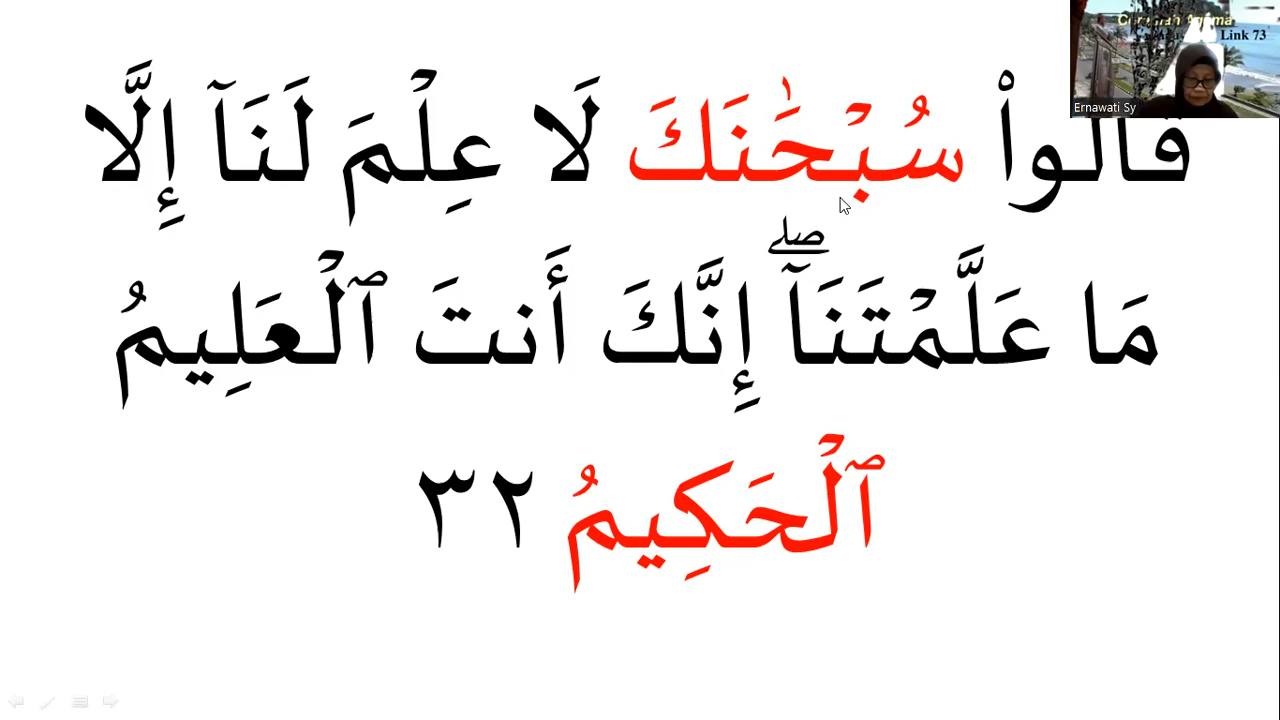 قَالُوا۟ سُبْحَـٰنَكَ لَا عِلْمَ لَنَآ إِلَّا
مَا عَلَّمْتَنَآ ۖ إِنَّكَ أَنتَ ٱلْعَلِيمُ
ٱلْحَكِيمُ ٣٢
Link 73
Ernawati Sy